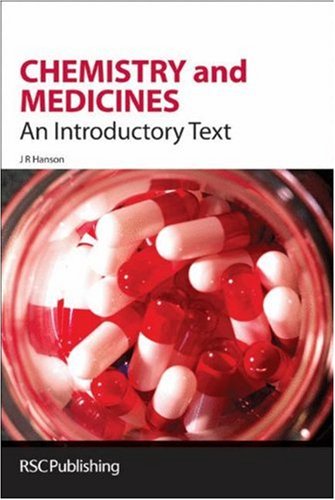 CHEMISTRY and
MEDICINES
An Introductory Text
J R Hanson
RSCPublishing